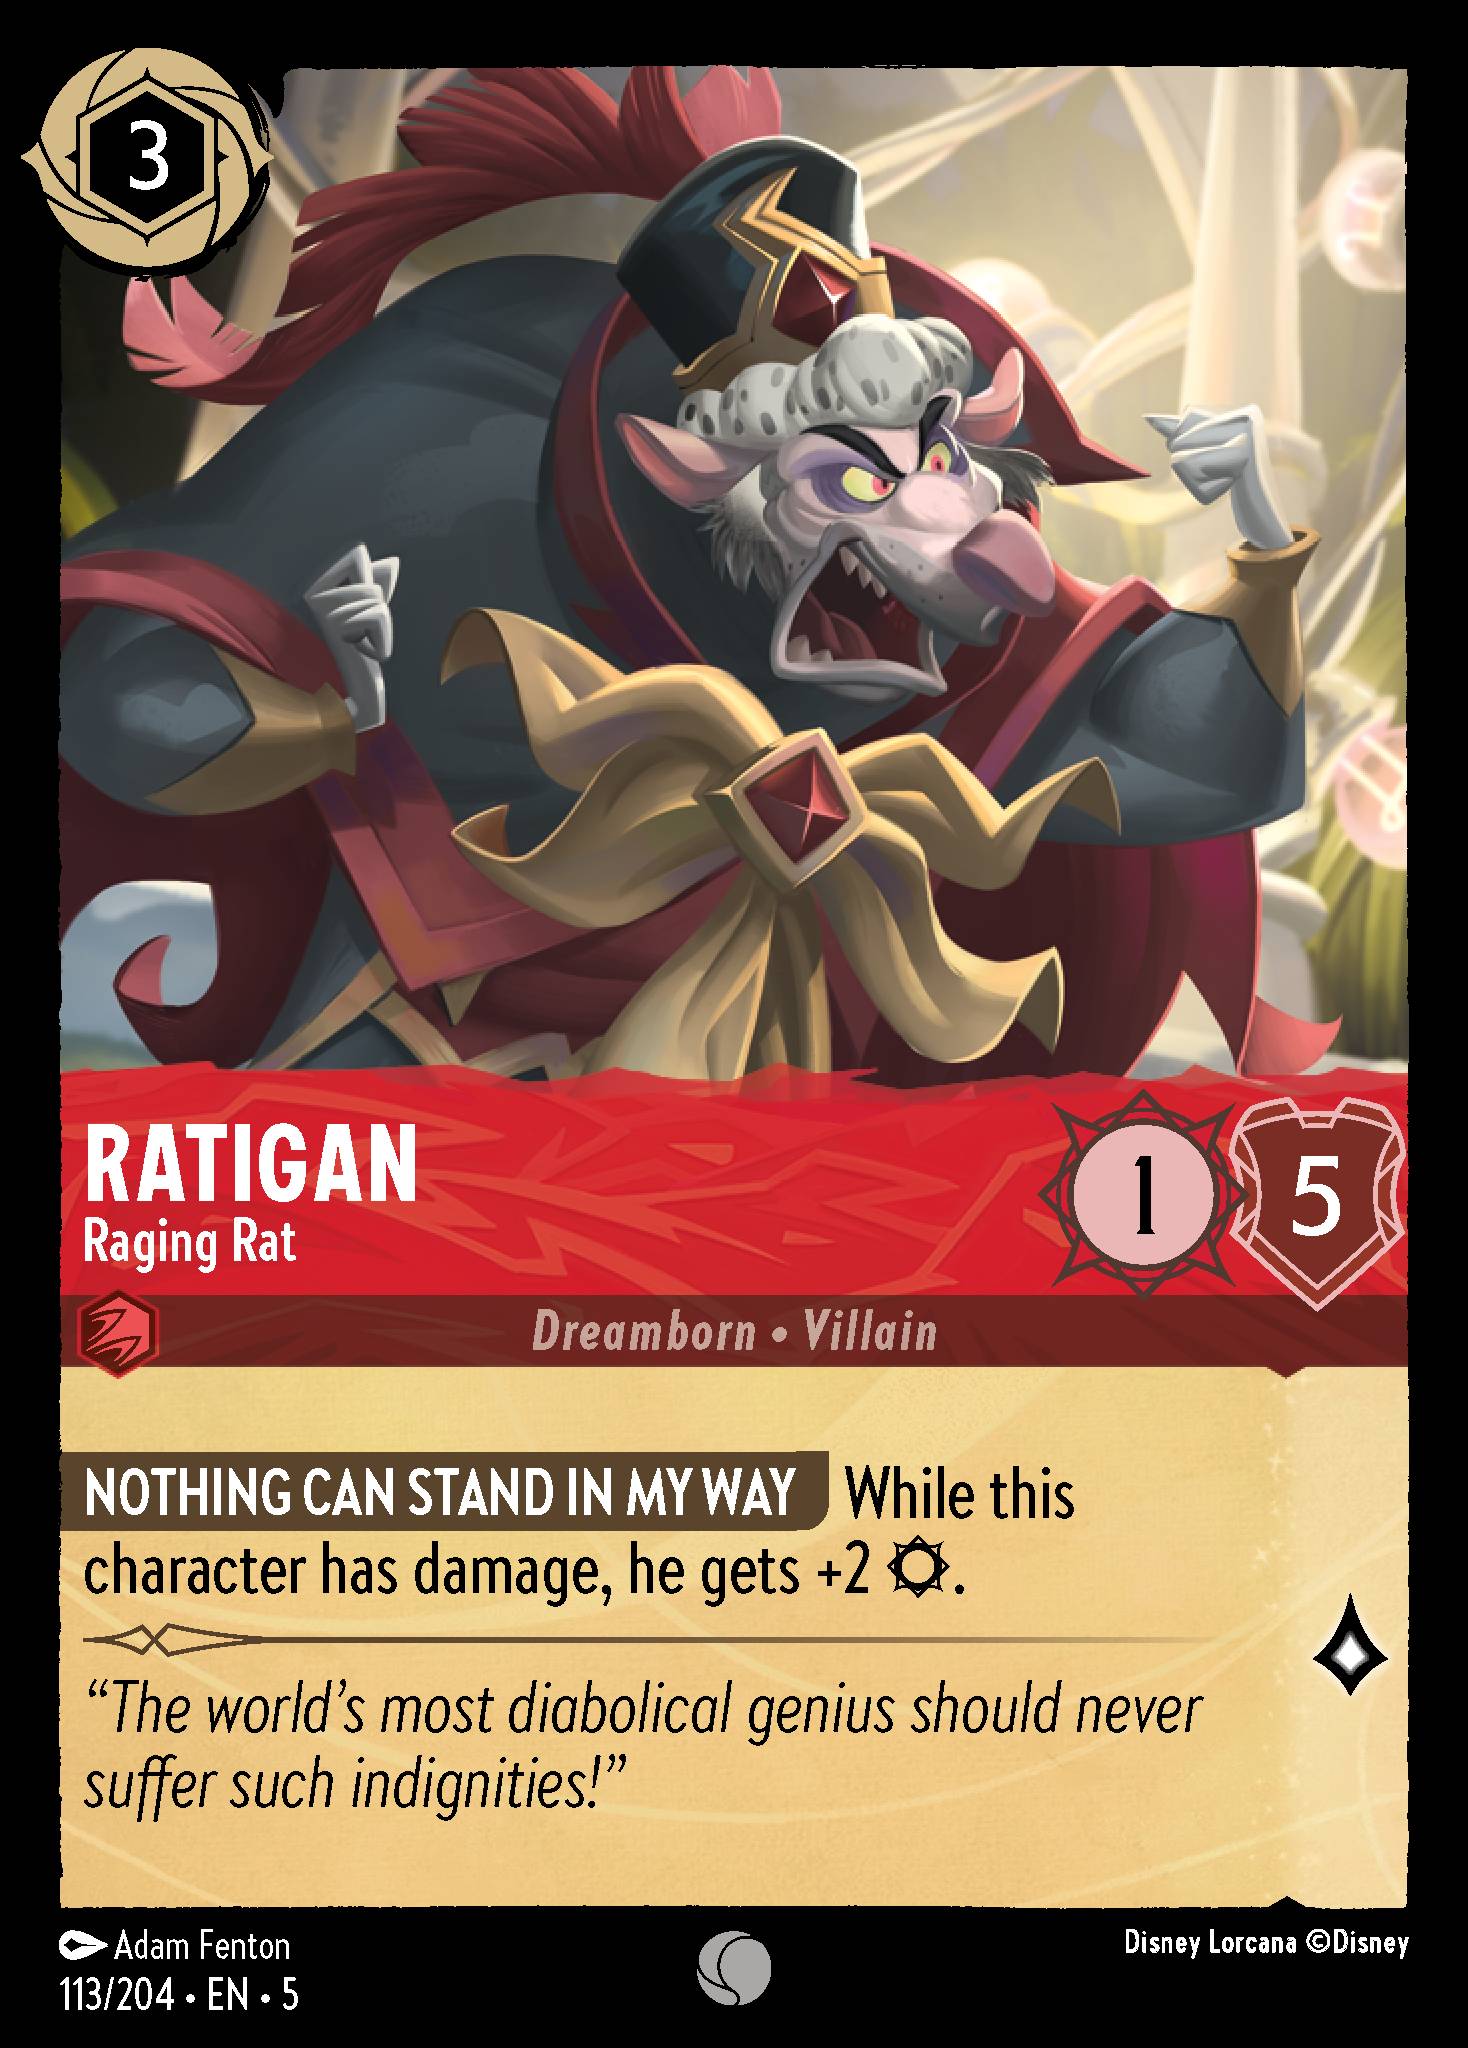 3
RATIGAN
Raging Rat
1
5
Dreamborn • Villain
NOTHING CAN STAND IN MY WAY While this
character has damage, he gets +2 .
“The world’s most diabolical genius should never
suffer such indignities!”
Adam Fenton
113/204 • EN • 5
Disney Lorcana ©Disney